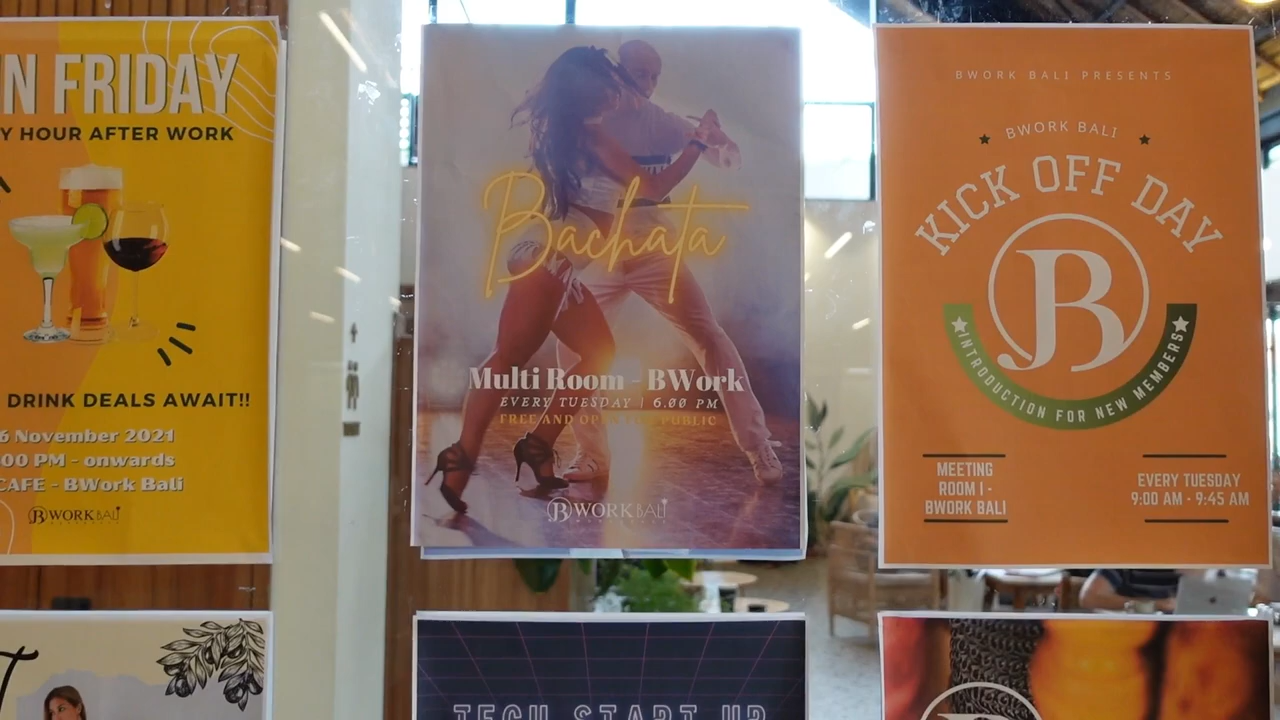 N FRIDAY
Y HOUR AFTER WORK
DRINK DEALS AWAIT!!
6 November 2021
00 PM - onwards
CAFE - BWork Bali
BWORK BALI
Bachata
Multi Room - BWork
EVERY TUESDAY | 6.00 PM
FREE AND OPEN FOR PUBLIC
BWORK BALI
BWORK BALI PRESENTS
BWORK BALI
KICK OFF DAY
B
INTRODUCTION FOR NEW MEMBERS
MEETING
ROOM I -
BWORK BALI
EVERY TUESDAY
9:00 AM - 9:45 AM
TECH START UP